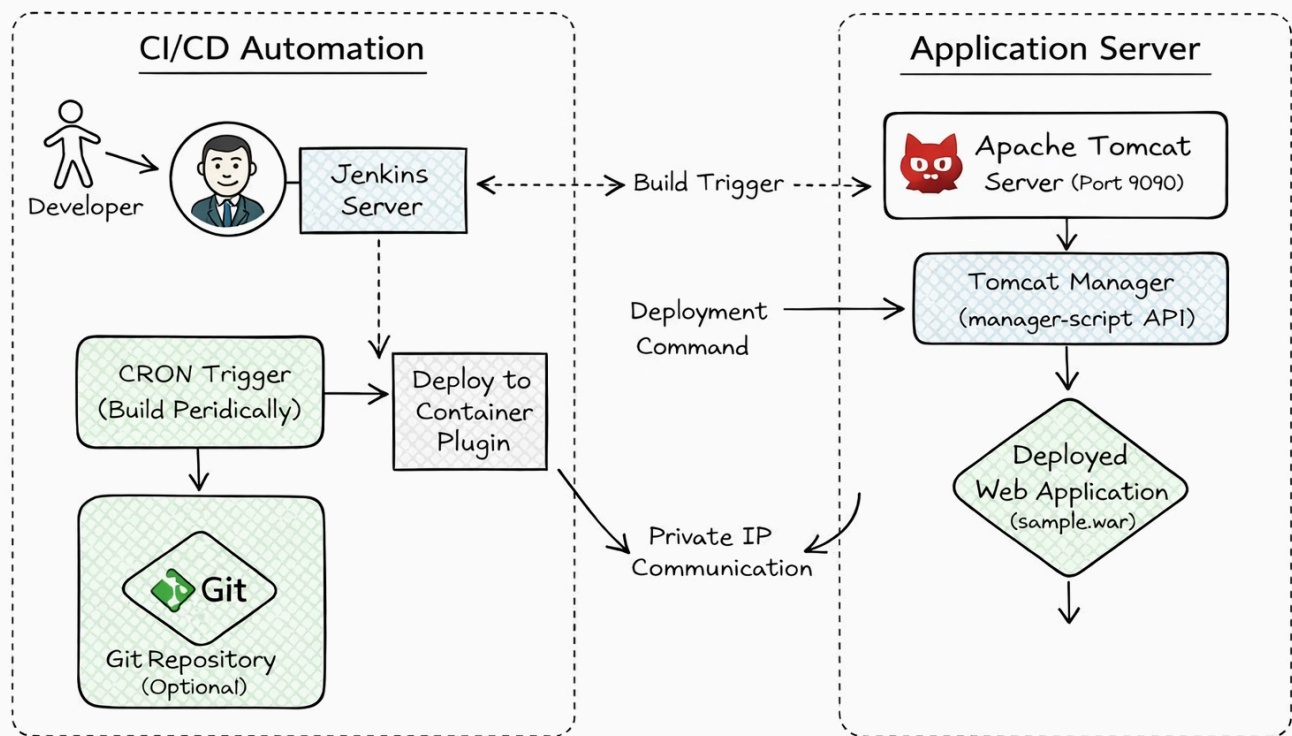 CI/CD Automation
Developer
Jenkins
Server
CRON Trigger
(Build Peridically)
Deploy to
Container
Plugin
Git
Git Repository
(Optional)
Build Trigger
Deployment
Command
Private IP
Communication
Application Server
Apache Tomcat
Server (Port 9090)
Tomcat Manager
(manager-script API)
Deployed
Web Application
(sample.war)